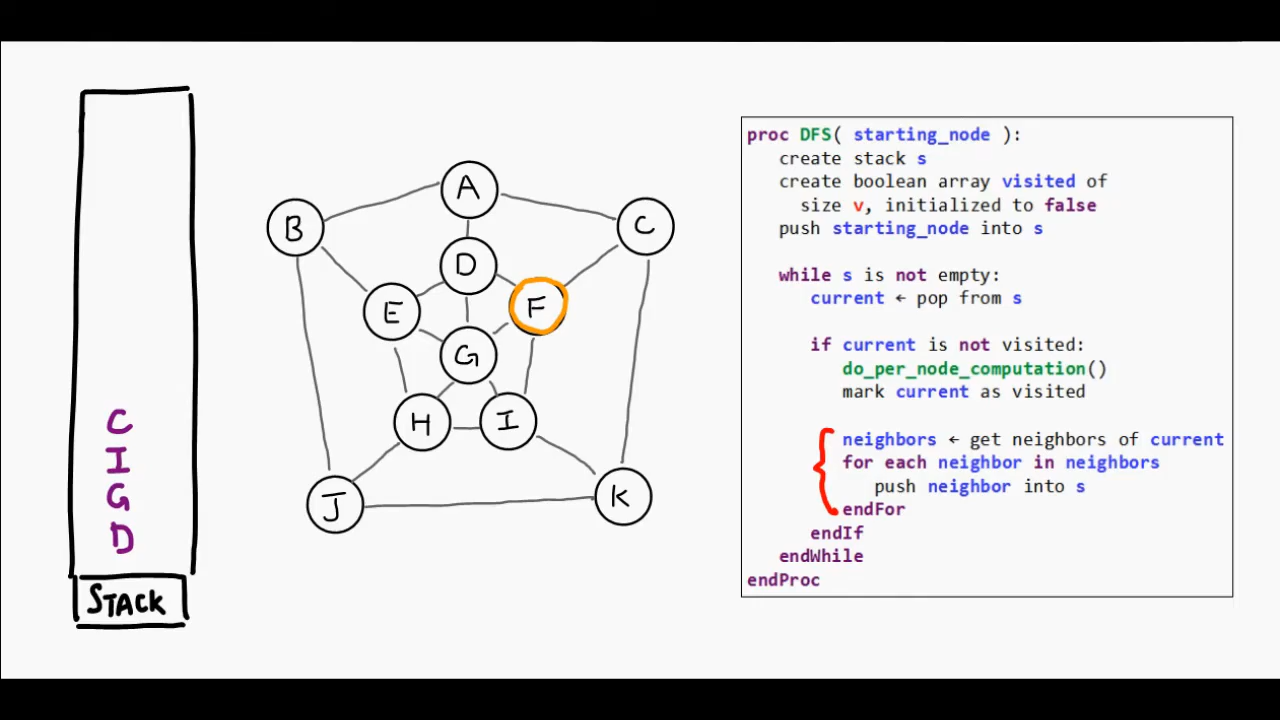 C
I
G
D
STACK
A
B
C
D
E
F
G
H
I
J
K
proc DFS( starting_node ):
create stack s
create boolean array visited of
size v, initialized to false
push starting_node into s
while s is not empty:
current ← pop from s
if current is not visited:
do_per_node_computation()
mark current as visited
neighbors ← get neighbors of current
for each neighbor in neighbors
push neighbor into s
endFor
endIf
endWhile
endProc